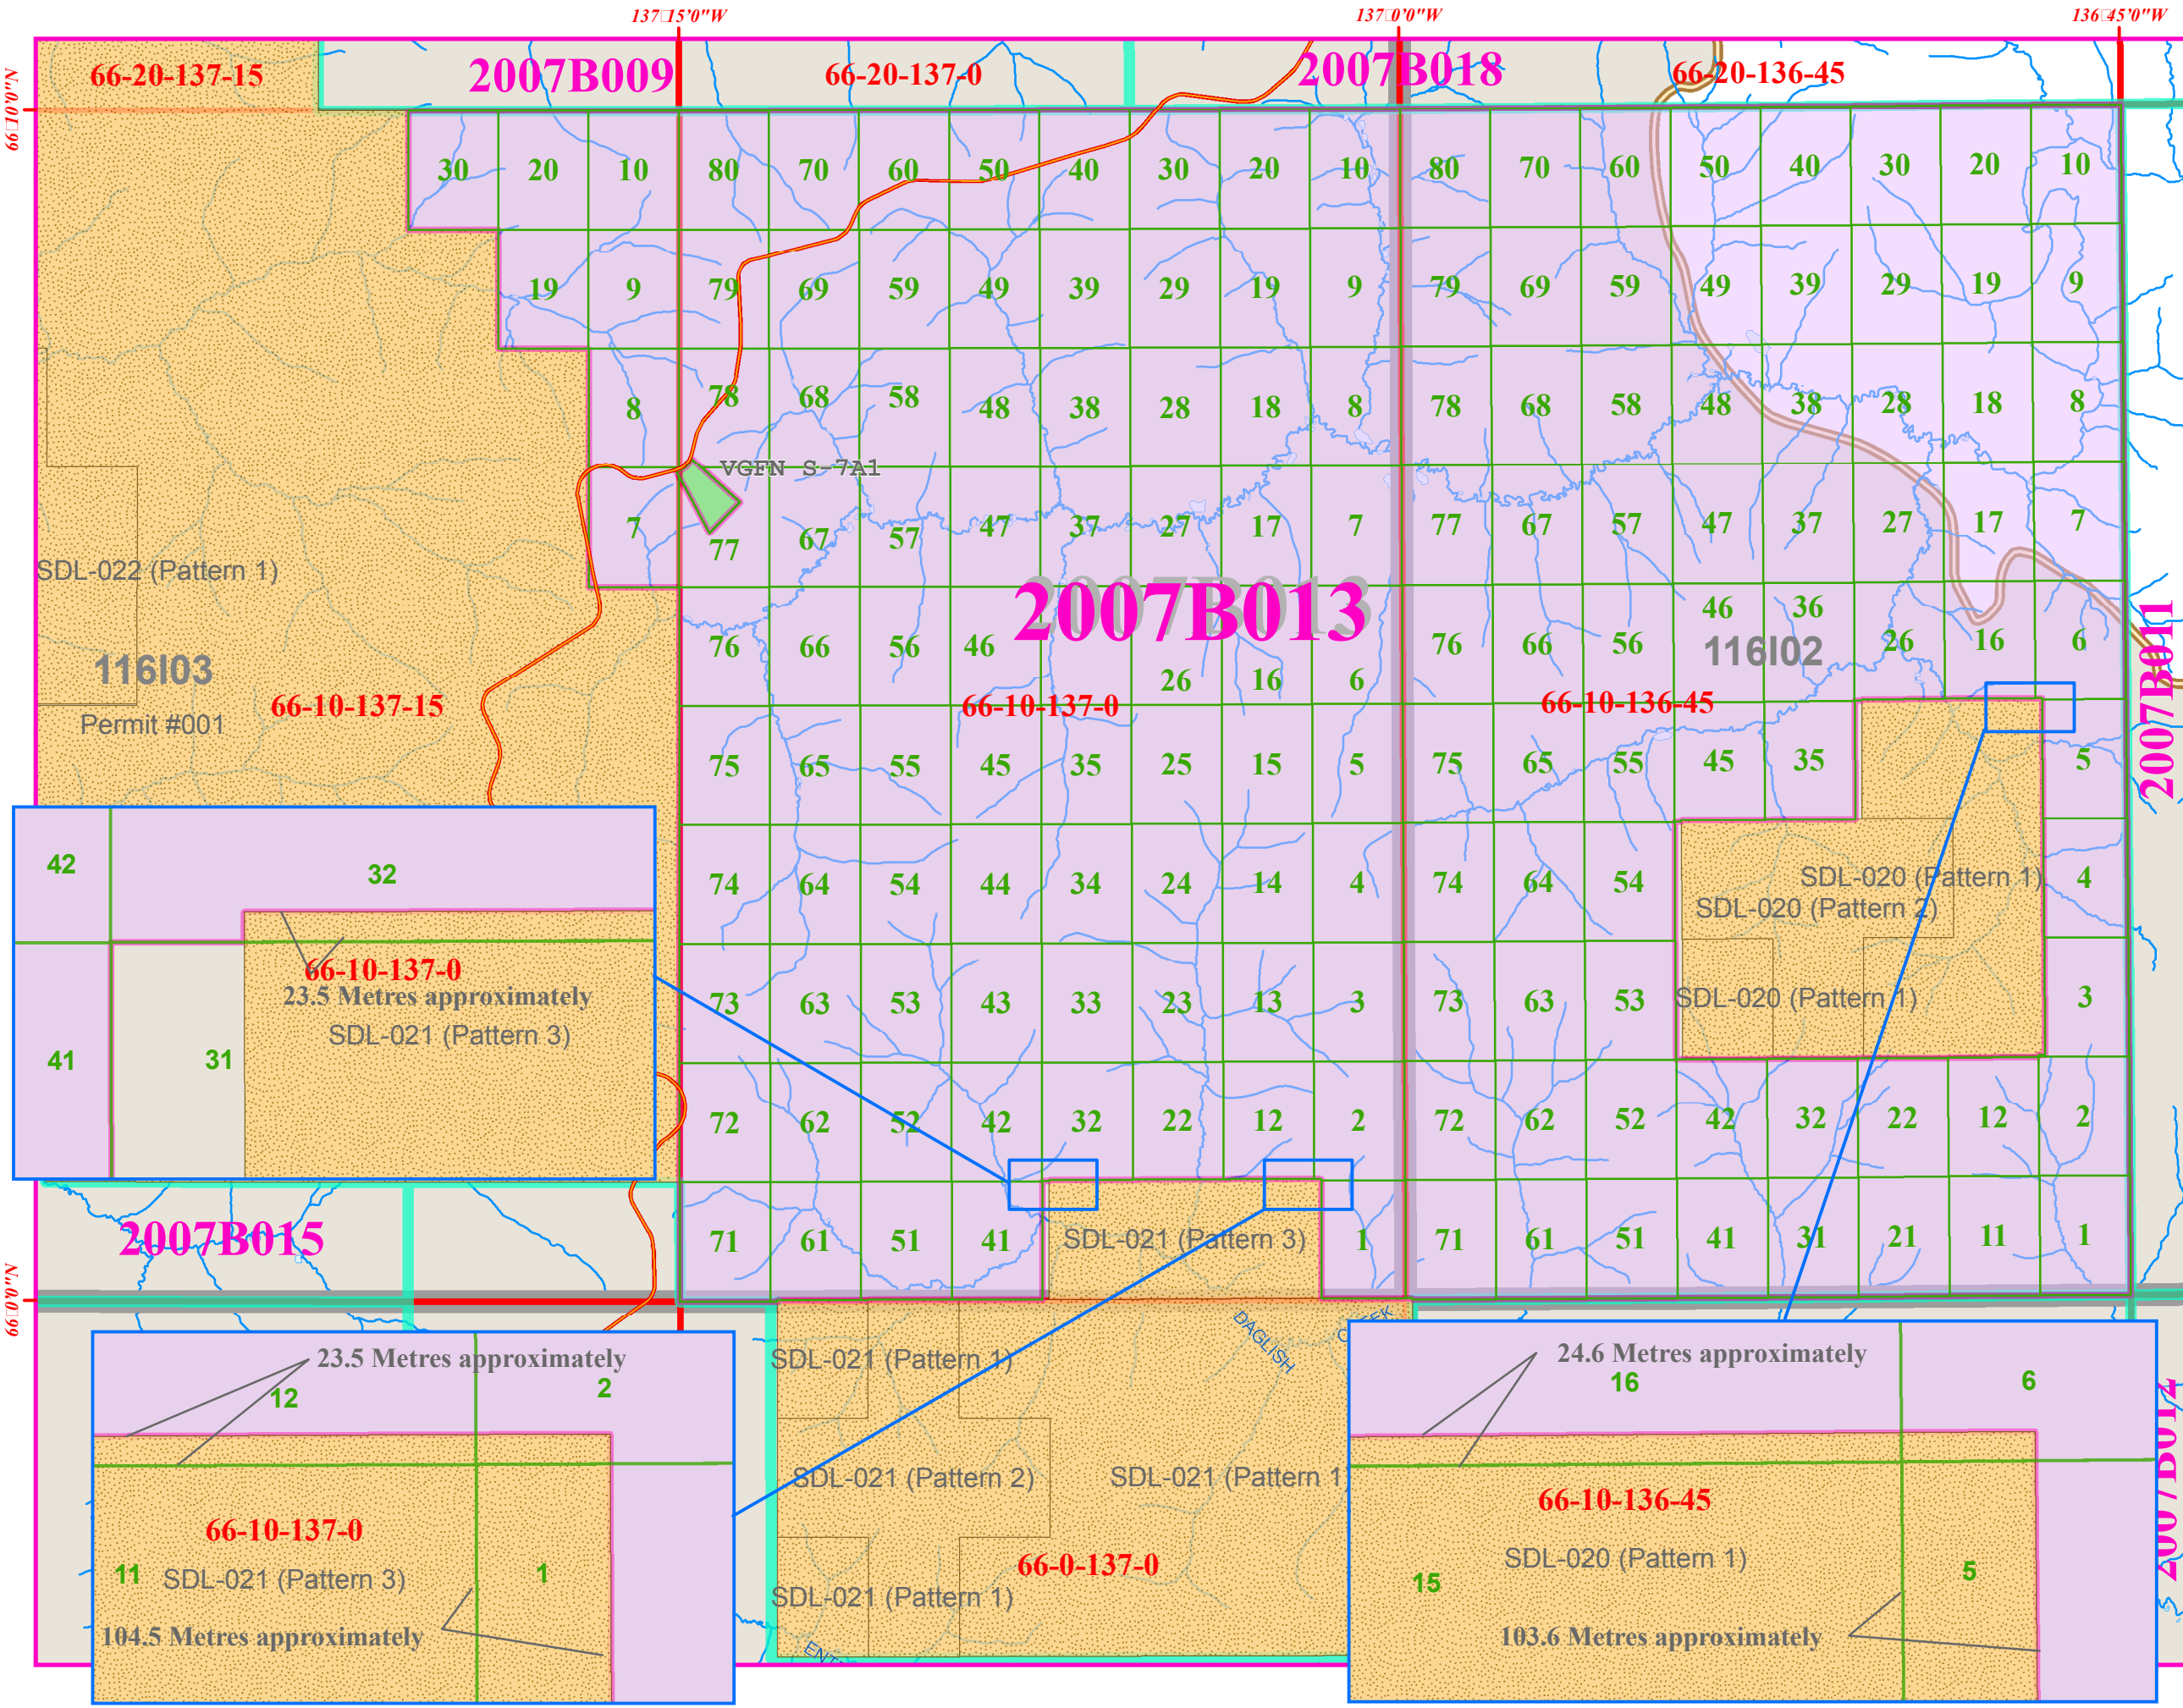 137▯15'0"W 137▯0'0"W 136▯45'0"W
66▯10'0"N
66-20-137-15 2007B009 66-20-137-0 2007B018 66-20-136-45
30 20 10 80 70 60 50 40 30 20 10 80 70 60 50 40 30 20 10
19 9 79 69 59 49 39 29 19 9 79 69 59 49 39 29 19 9
8 78 68 58 48 38 28 18 8 78 68 58 48 38 28 18 8
VGFN S-7A1
7 77 67 57 47 37 27 17 7 77 67 57 47 37 27 17 7
SDL-022 (Pattern 1)
2007B013
46 36
76 66 56 46 76 66 56 26 16 6
116I03 116I02
26 16 6
Permit #001
66-10-137-15 66-10-137-0 66-10-136-45
2007B011
75 65 55 45 35 25 15 5 75 65 55 45 35 5
74 64 54 44 34 24 14 4 74 64 54 4
SDL-020 (Pattern 1)
SDL-020 (Pattern 2)
73 63 53 43 33 23 13 3 73 63 53 3
SDL-020 (Pattern 1)
72 62 52 42 32 22 12 2 72 62 52 42 32 22 12 2
71 61 51 41 SDL-021 (Pattern 3) 1 71 61 51 41 31 21 11 1
42 32
66-10-137-0
23.5 Metres approximately
SDL-021 (Pattern 3)
41 31
2007B015
66▯0'0"N
DAGLISH
SDL-021 (Pattern 1)
SDL-021 (Pattern 2) SDL-021 (Pattern 1
66-0-137-0
SDL-021 (Pattern 1)
23.5 Metres approximately
12 2
66-10-137-0
11 SDL-021 (Pattern 3) 1
104.5 Metres approximately
24.6 Metres approximately
16 6
66-10-136-45
SDL-020 (Pattern 1)
15 5
103.6 Metres approximately
2007B012